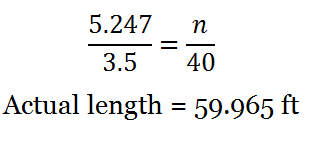 5.247/3.5 = n/40
Actual length = 59.965 ft